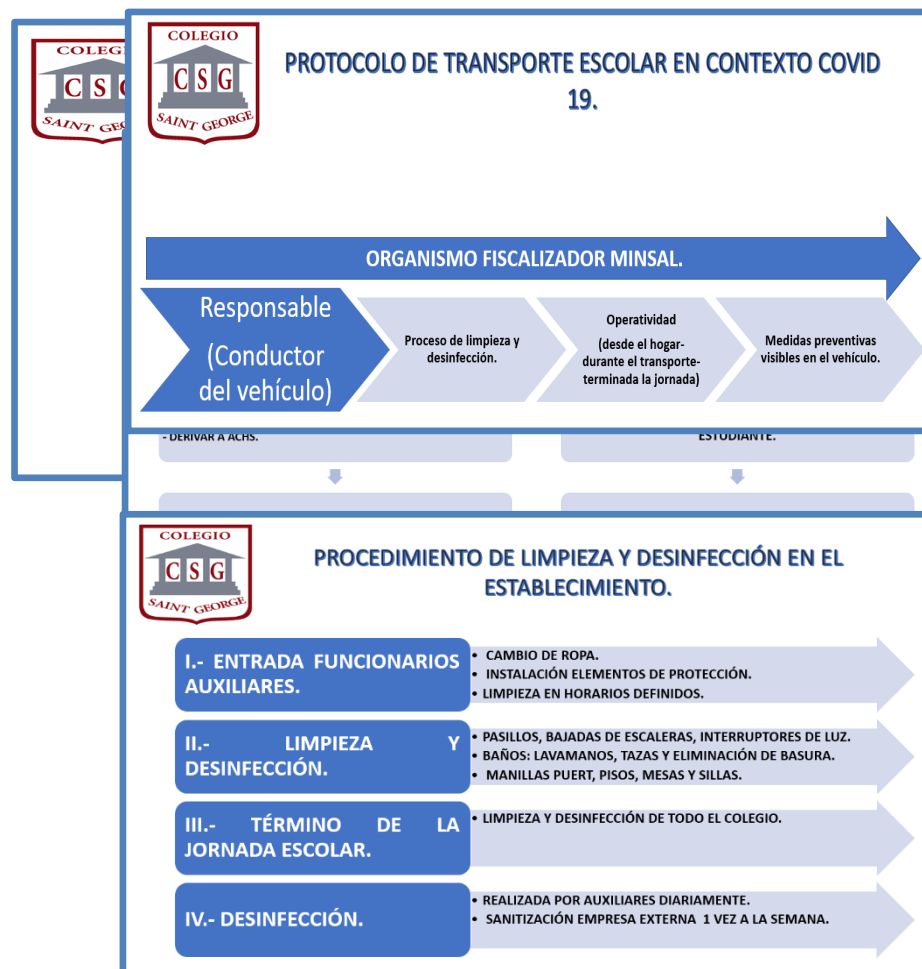 COLEGI
CSG
SAINT GEORGE
COLEGIO
CSG
SAINT GEORGE
PROTOCOLO DE TRANSPORTE ESCOLAR EN CONTEXTO COVID
19.
ORGANISMO FISCALIZADOR MINSAL.
Responsable
(Conductor
del vehículo)
Proceso de limpieza y
desinfección.
Operatividad
(desde el hogar-
durante el transporte-
terminada la jornada)
Medidas preventivas
visibles en el vehículo.
- DERIVAR A ACHS.
ESTUDIANTE.
COLEGIO
CSG
SAINT GEORGE
PROCEDIMIENTO DE LIMPIEZA Y DESINFECCIÓN EN EL
ESTABLECIMIENTO.
I.- ENTRADA FUNCIONARIOS
AUXILIARES.
• CAMBIO DE ROPA.
• INSTALACIÓN ELEMENTOS DE PROTECCIÓN.
• LIMPIEZA EN HORARIOS DEFINIDOS.
II.- LIMPIEZA Y
DESINFECCIÓN.
• PASILLOS, BAJADAS DE ESCALERAS, INTERRUPTORES DE LUZ.
• BAÑOS: LAVAMANOS, TAZAS Y ELIMINACIÓN DE BASURA.
• MANILLAS PUERT, PISOS, MESAS Y SILLAS.
III.- TÉRMINO DE LA
JORNADA ESCOLAR.
• LIMPIEZA Y DESINFECCIÓN DE TODO EL COLEGIO.
IV.- DESINFECCIÓN.
• REALIZADA POR AUXILIARES DIARIAMENTE.
• SANITIZACIÓN EMPRESA EXTERNA 1 VEZ A LA SEMANA.